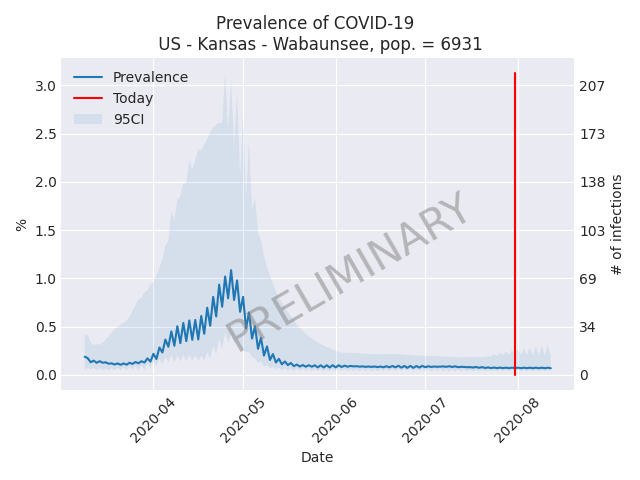 Prevalence of COVID-19
US - Kansas - Wabaunsee, pop. = 6931
Prevalence
Today
95CI
3.0
2.5
2.0
1.5
1.0
0.5
0.0
%
207
173
138
103
69
34
0
# of infections
PRELIMINARY
2020-04
2020-05
2020-06
2020-07
2020-08
Date